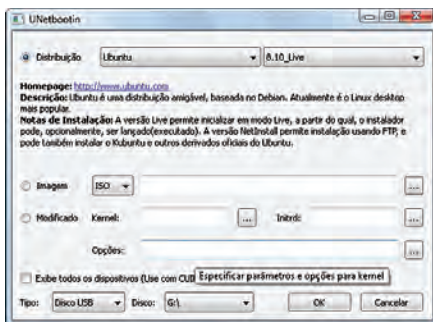 UNetbootin
Distribuição Ubuntu 8.10_Live
Homepage: http://www.ubuntu.com
Descrição: Ubuntu é uma distribuição amigável, baseada no Debian. Atualmente é o Linux desktop
mais popular.
Notas de Instalação: A versão Live permite inicializar em modo Live, a partir do qual, o instalador
pode, opcionalmente, ser lançado(executado). A versão NetInstall permite instalação usando FTP, e
pode também instalar o Kubuntu e outros derivados oficiais do Ubuntu.
Imagem ISO ...
Modificado Kernel: ... Initrd: ...
Opções: ...
Exibe todos os dispositivos (Use com CUID
Especificar parâmetros e opções para kernel
Tipo: Disco USB Disco: G:\ OK Cancelar